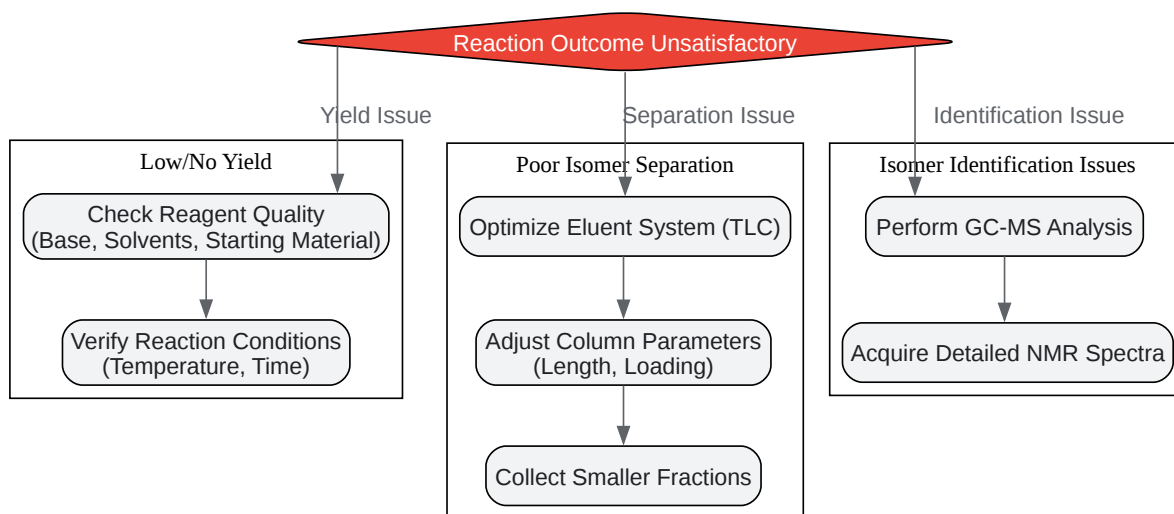 Reaction Outcome Unsatisfactory
Yield Issue
Separation Issue
Identification Issue
Low/No Yield
Check Reagent Quality
(Base, Solvents, Starting Material)
Verify Reaction Conditions
(Temperature, Time)
Poor Isomer Separation
Optimize Eluent System (TLC)
Adjust Column Parameters
(Length, Loading)
Collect Smaller Fractions
Isomer Identification Issues
Perform GC-MS Analysis
Acquire Detailed NMR Spectra